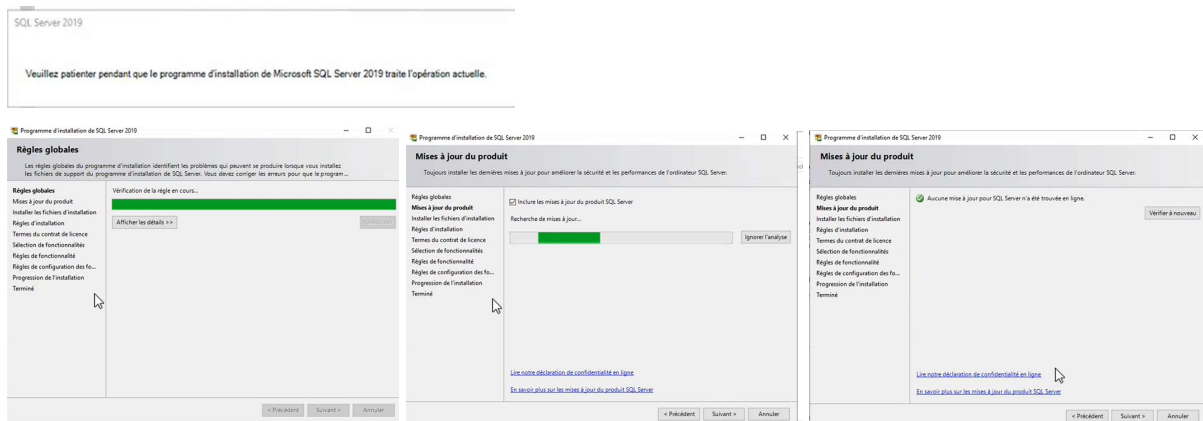 SQL Server 2019
Veuillez patienter pendant que le programme d'installation de Microsoft SQL Server 2019 traite l'opération actuelle.
Programme d'installation de SQL Server 2019
Règles globales
Les règles globales du programme d'installation identifient les problèmes qui peuvent se produire lorsque vous installez
les fichiers de support du programme d'installation de SQL Server. Vous devez corriger les erreurs pour que le program...
Règles globales
Mises à jour du produit
Installer les fichiers d'installation
Règles d'installation
Termes du contrat de licence
Sélection de fonctionnalités
Règles de fonctionnalité
Règles de configuration des fo...
Progression de l'installation
Terminé
Vérification de la règle en cours...
Afficher les détails >>
< Précédent
Suivant >
Annuler
Programme d'installation de SQL Server 2019
Mises à jour du produit
Toujours installer les dernières mises à jour pour améliorer la sécurité et les performances de l'ordinateur SQL Server.
Règles globales
Mises à jour du produit
Installer les fichiers d'installation
Règles d'installation
Termes du contrat de licence
Sélection de fonctionnalités
Règles de fonctionnalité
Règles de configuration des fo...
Progression de l'installation
Terminé
Inclure les mises à jour du produit SQL Server
Recherche de mises à jour...
Ignorer l'analyse
Lire notre déclaration de confidentialité en ligne
En savoir plus sur les mises à jour du produit SQL Server
< Précédent
Suivant >
Annuler
Programme d'installation de SQL Server 2019
Mises à jour du produit
Toujours installer les dernières mises à jour pour améliorer la sécurité et les performances de l'ordinateur SQL Server.
Règles globales
Mises à jour du produit
Installer les fichiers d'installation
Règles d'installation
Termes du contrat de licence
Sélection de fonctionnalités
Règles de fonctionnalité
Règles de configuration des fo...
Progression de l'installation
Terminé
Aucune mise à jour pour SQL Server n'a été trouvée en ligne.
Vérifier à nouveau
Lire notre déclaration de confidentialité en ligne
En savoir plus sur les mises à jour du produit SQL Server
< Précédent
Suivant >
Annuler